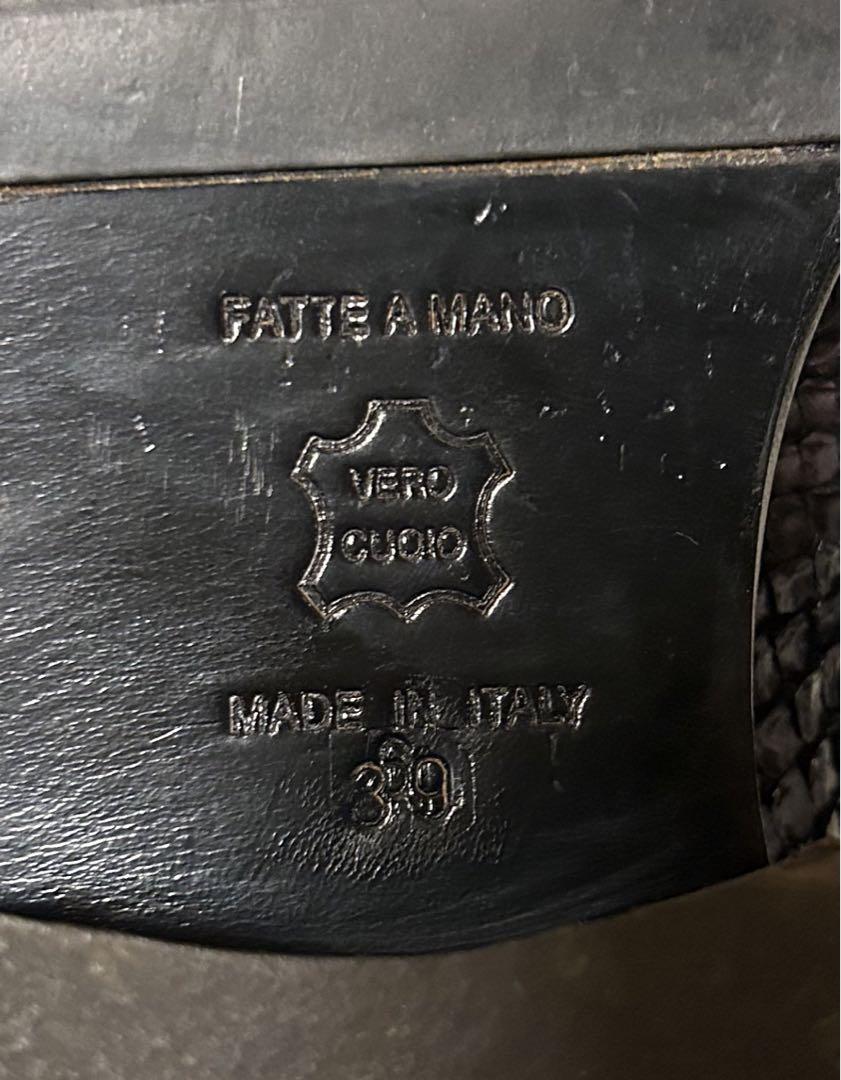 FATTE A MANO
VERO
CUOIO
MADE IN ITALY
39